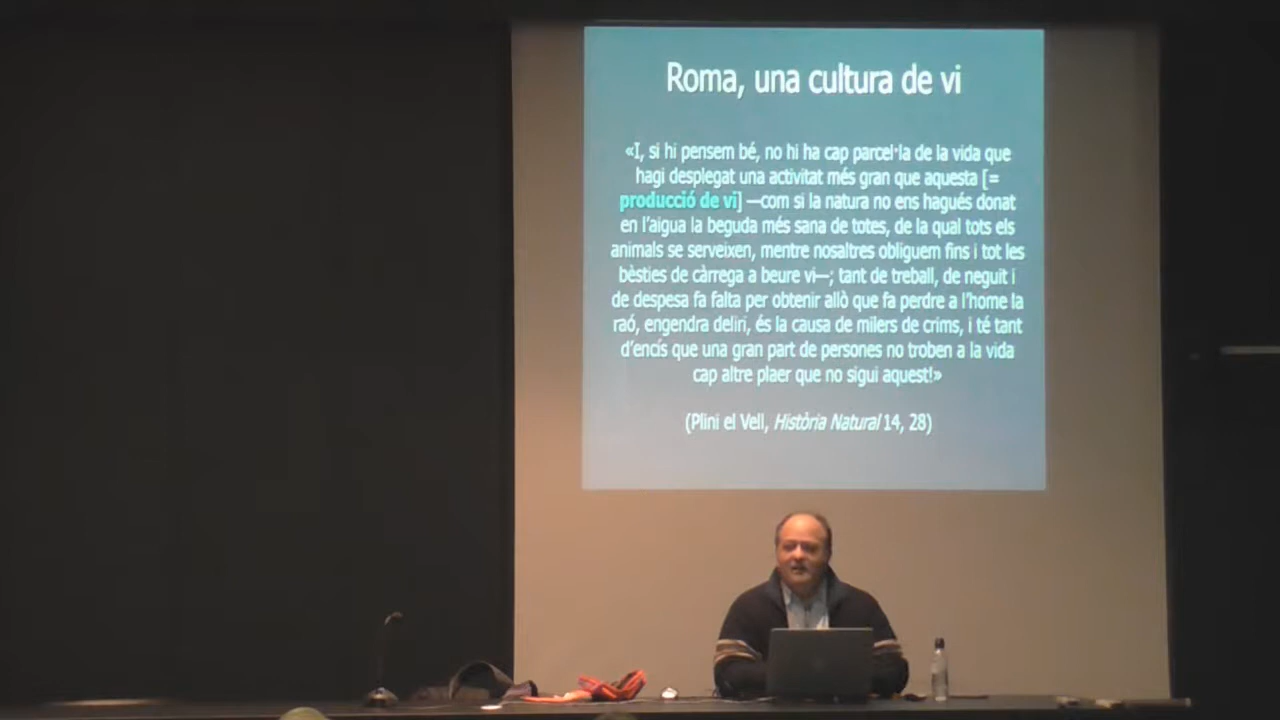 Roma, una cultura de vi
«I, si hi pensem bé, no hi ha cap parcel·la de la vida que
hagi desplegat una activitat més gran que aquesta [=
producció de vi] —com si la natura no ens hagués donat
en l'aigua la beguda més sana de totes, de la qual tots els
animals se serveixen, mentre nosaltres obliguem fins i tot les
bèsties de càrrega a beure vi—; tant de treball, de neguit i
de despesa fa falta per obtenir allò que fa perdre a l'home la
raó, engendra deliri, és la causa de milers de crims, i té tant
d'encís que una gran part de persones no troben a la vida
cap altre plaer que no sigui aquest!»
(Plini el Vell, Història Natural 14, 28)